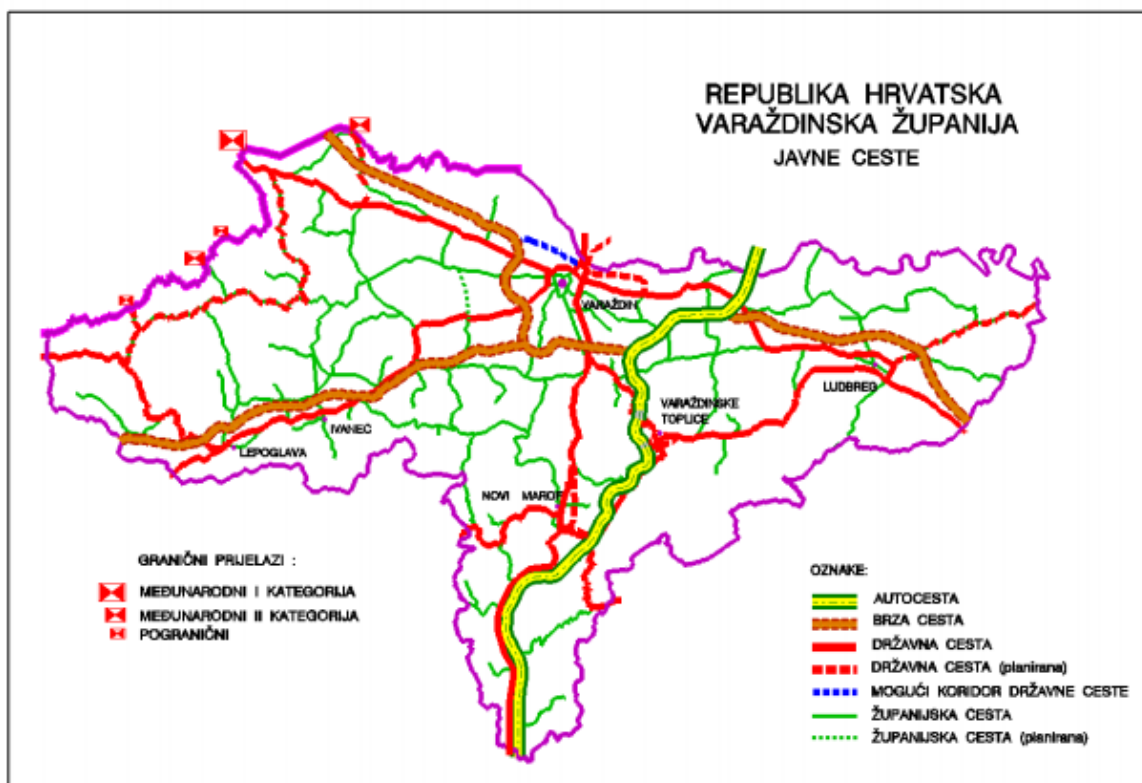 REPUBLIKA HRVATSKA
VARAŽDINSKA ŽUPANIJA
JAVNE CESTE
VARAŽDIN
LUDBREG
VARAŽDINSKE
TOPLICE
IVANEC
LEPOGLAVA
NOVI MAROF
GRANIČNI PRIJELAZI :
MEĐUNARODNI I KATEGORIJA
MEĐUNARODNI II KATEGORIJA
POGRANIČNI
OZNAKE:
AUTOCESTA
BRZA CESTA
DRŽAVNA CESTA
DRŽAVNA CESTA (planirana)
MOGUĆI KORIDOR DRŽAVNE CESTE
ŽUPANIJSKA CESTA
ŽUPANIJSKA CESTA (planirana)